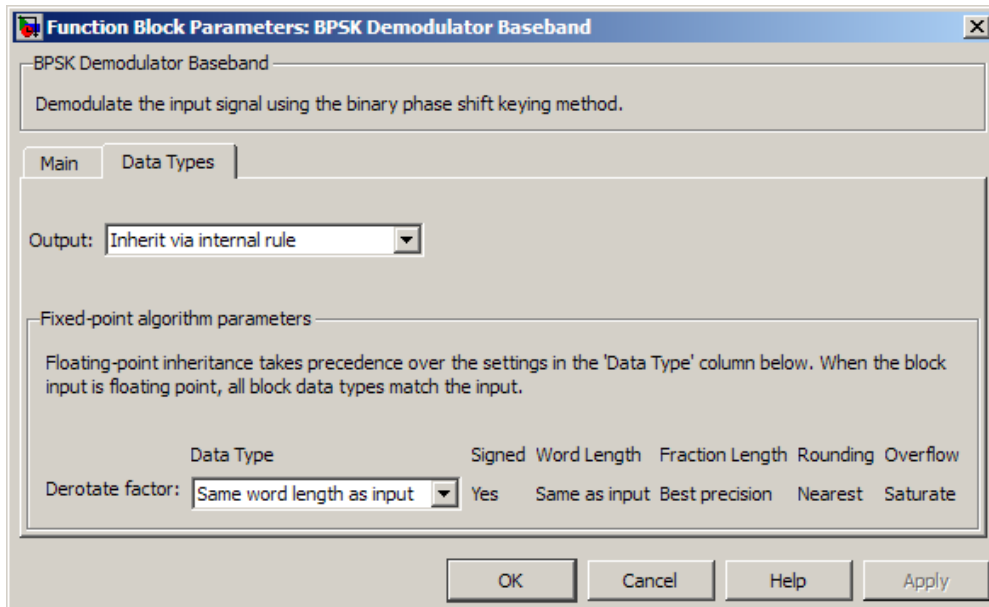 Function Block Parameters: BPSK Demodulator Baseband
BPSK Demodulator Baseband
Demodulate the input signal using the binary phase shift keying method.
Main Data Types
Output: Inherit via internal rule
Fixed-point algorithm parameters
Floating-point inheritance takes precedence over the settings in the 'Data Type' column below. When the block
input is floating point, all block data types match the input.
Data Type Signed Word Length Fraction Length Rounding Overflow
Derotate factor: Same word length as input Yes Same as input Best precision Nearest Saturate
OK Cancel Help Apply